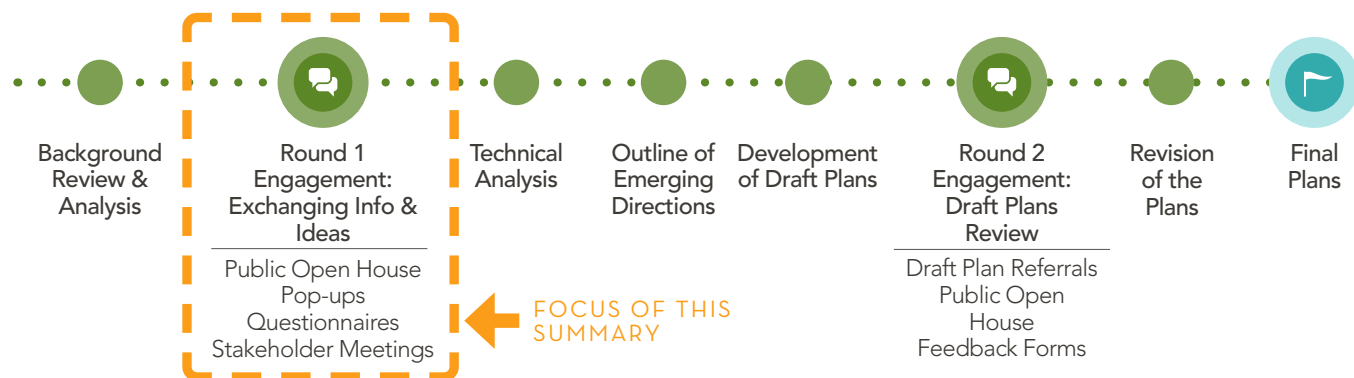 Background
Review &
Analysis
Round 1
Engagement:
Exchanging Info &
Ideas
Public Open House
Pop-ups
Questionnaires
Stakeholder Meetings
FOCUS OF THIS
SUMMARY
Technical
Analysis
Outline of
Emerging
Directions
Development
of Draft Plans
Round 2
Engagement:
Draft Plans
Review
Draft Plan Referrals
Public Open
House
Feedback Forms
Revision
of the
Plans
Final
Plans